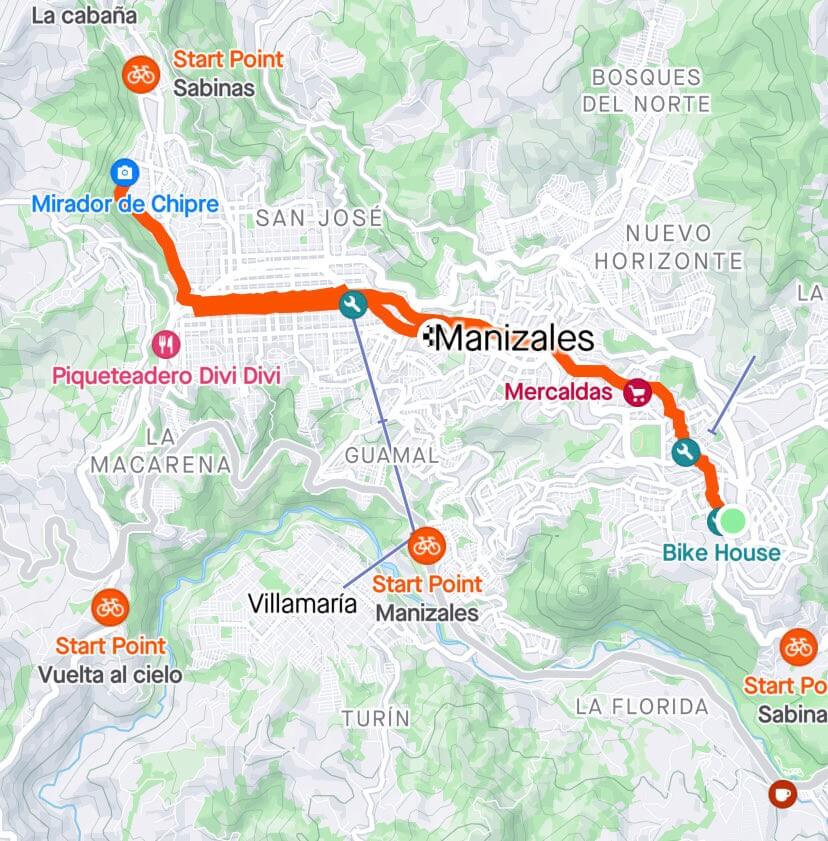 La cabaña
Start Point
Sabinas
BOSQUES
DEL NORTE
Mirador de Chipre
SAN JOSÉ
NUEVO
HORIZONTE
LA
Manizales
Piqueteadero Divi Divi
Mercaldas
LA
MACARENA
GUAMAL
Bike House
Start Point
Manizales
Villamaría
Start Point
Vuelta al cielo
Start Po
Sabina
TURÍN
LA FLORIDA